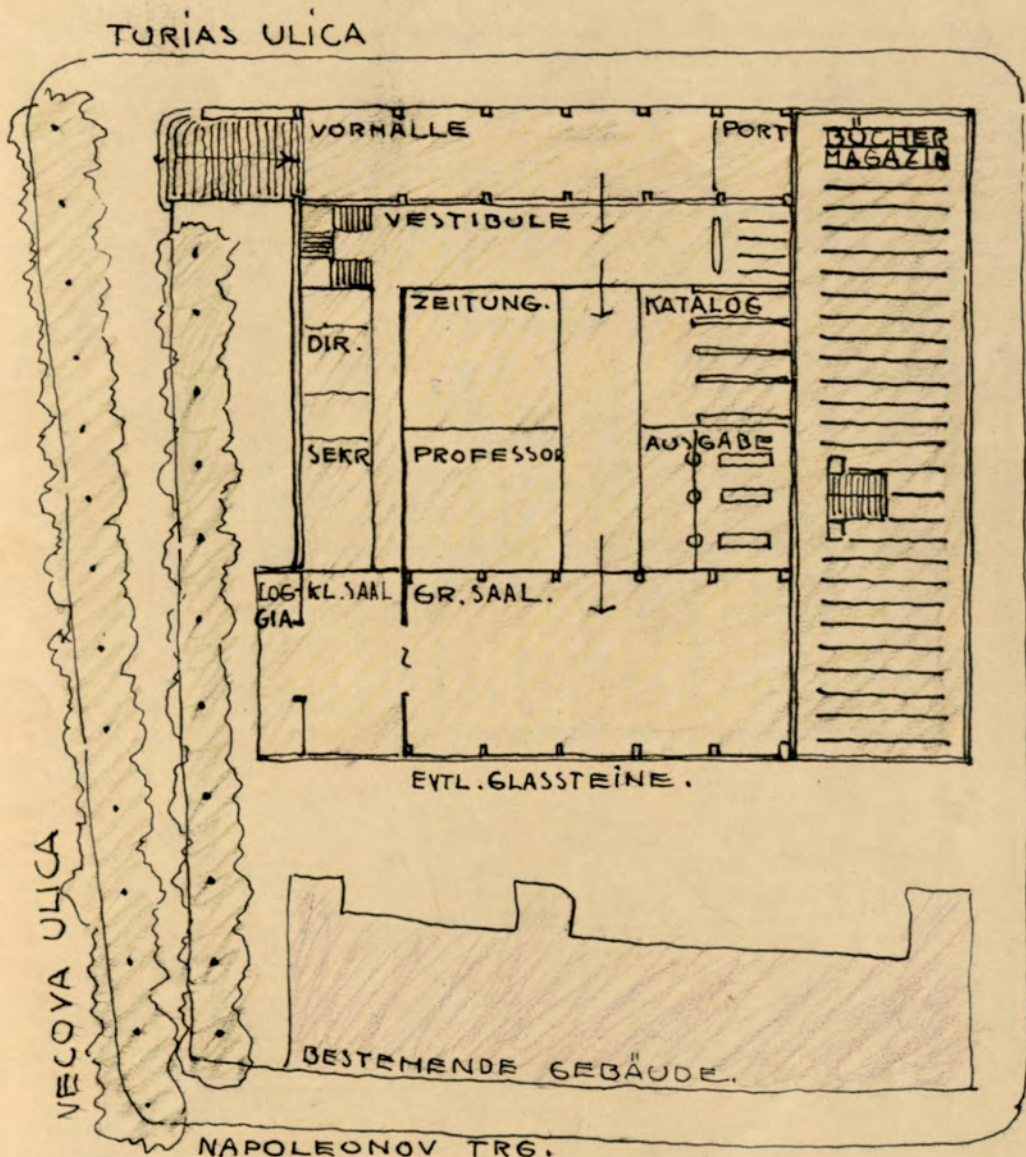 TURIAS ULICA
VORHALLE
PORT
BÜCHER
MAGAZIN
VESTIBULE
ZEITUNG.
KATALOG
DIR.
SEKR
PROFESSOR
AUSGABE
LOG-
GIA
KL. SAAL
GR. SAAL.
EVTL. GLASSTEINE.
VECOVA ULICA
BESTEHENDE GEBÄUDE.
NAPOLEONOV TRG.